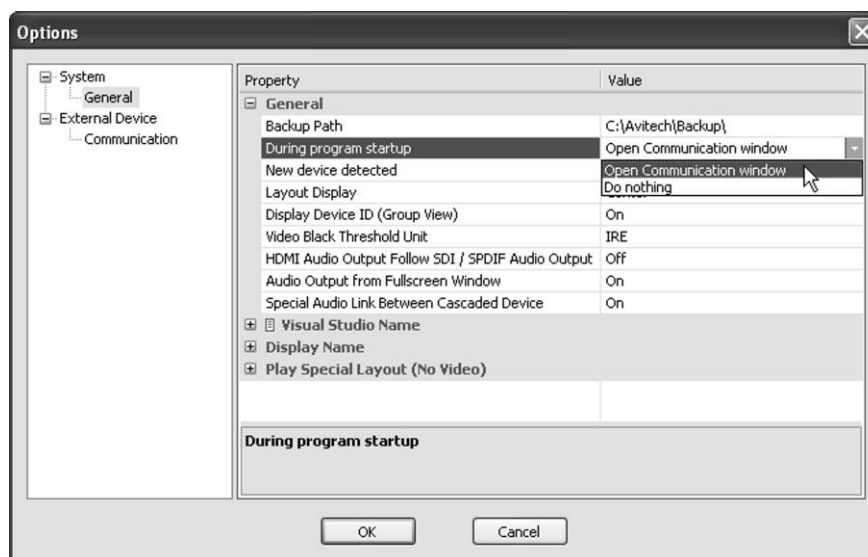 Options
System
General
External Device
Communication
Property Value
General
Backup Path C:\Avitech\Backup\
During program startup Open Communication window
New device detected Open Communication window
Do nothing
Layout Display
Display Device ID (Group View) On
Video Black Threshold Unit IRE
HDMI Audio Output Follow SDI / SPDIF Audio Output Off
Audio Output from Fullscreen Window On
Special Audio Link Between Cascaded Device On
Visual Studio Name
Display Name
Play Special Layout (No Video)
During program startup
OK Cancel